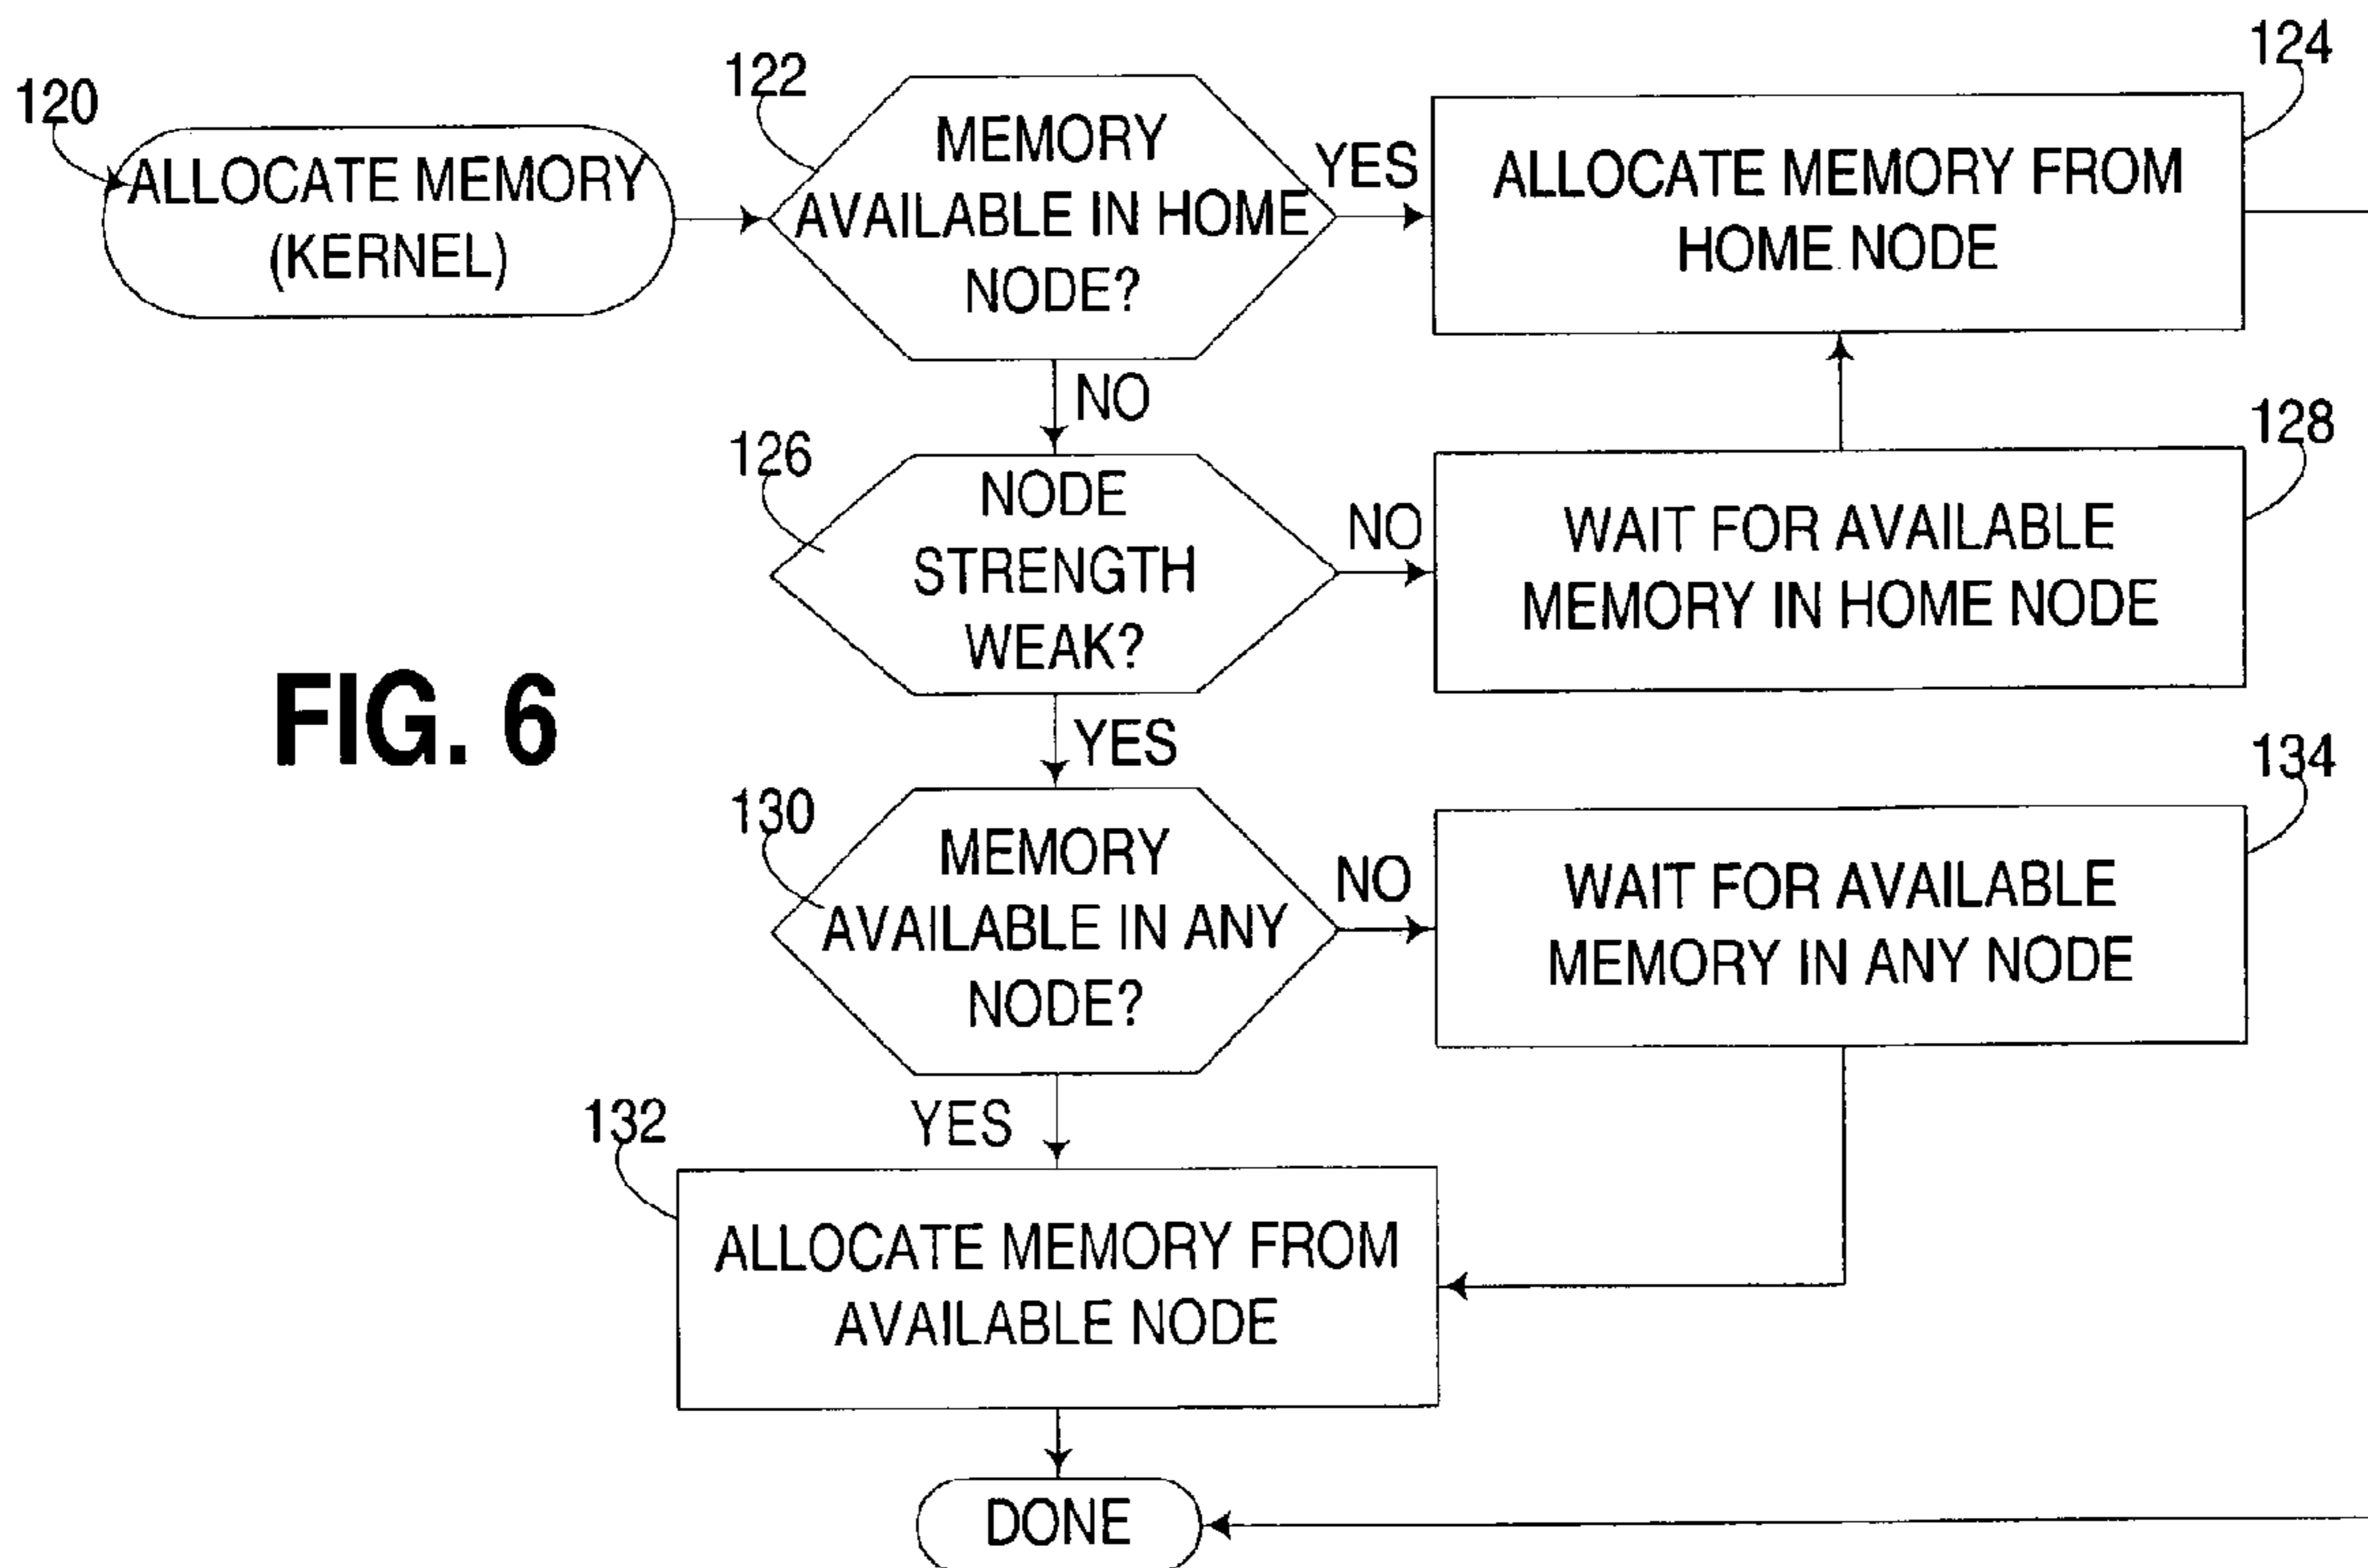 120
ALLOCATE MEMORY
(KERNEL)
122
MEMORY
AVAILABLE IN HOME
NODE?
YES
124
ALLOCATE MEMORY FROM
HOME NODE
NO
126
NODE
STRENGTH
WEAK?
NO
128
WAIT FOR AVAILABLE
MEMORY IN HOME NODE
FIG. 6
YES
130
MEMORY
AVAILABLE IN ANY
NODE?
NO
134
WAIT FOR AVAILABLE
MEMORY IN ANY NODE
YES
132
ALLOCATE MEMORY FROM
AVAILABLE NODE
DONE